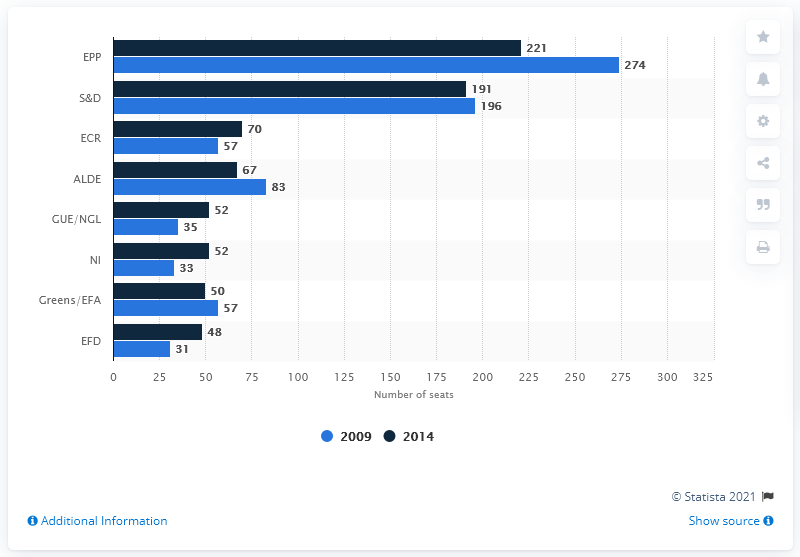 EPP 221
274
S&D 191
196
ECR 70
57
ALDE 67
83
GUE/NGL 52
35
NI 52
33
Greens/EFA 50
57
EFD 48
31
0 25 50 75 100 125 150 175 200 225 250 275 300 325
Number of seats
2009 2014
© Statista 2021
Additional Information Show source